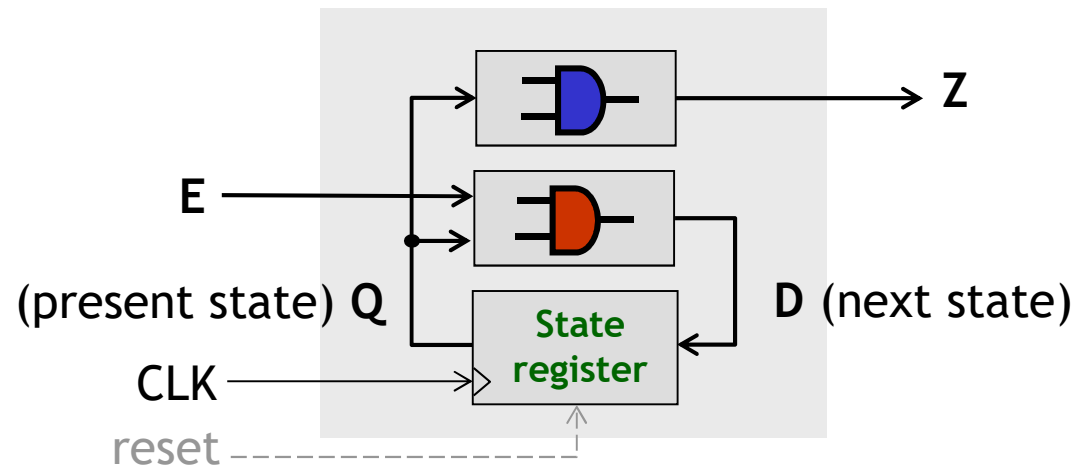 Z
E
(present state) Q
D (next state)
State
register
CLK
reset